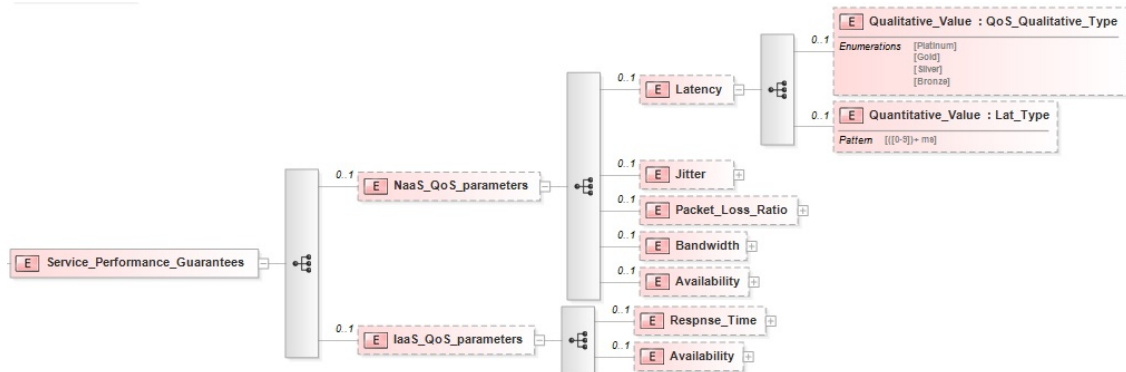 0..1
E Qualitative_Value : QoS_Qualitative_Type
Enumerations [Platinum]
[Gold]
[Silver]
[Bronze]
0..1
E Latency
0..1
E Quantitative_Value : Lat_Type
Pattern [([0-9])+ ms]
0..1
E NaaS_QoS_parameters
0..1
E Jitter
0..1
E Packet_Loss_Ratio
0..1
E Bandwidth
0..1
E Availability
E Service_Performance_Guarantees
0..1
E IaaS_QoS_parameters
0..1
E Respnse_Time
0..1
E Availability